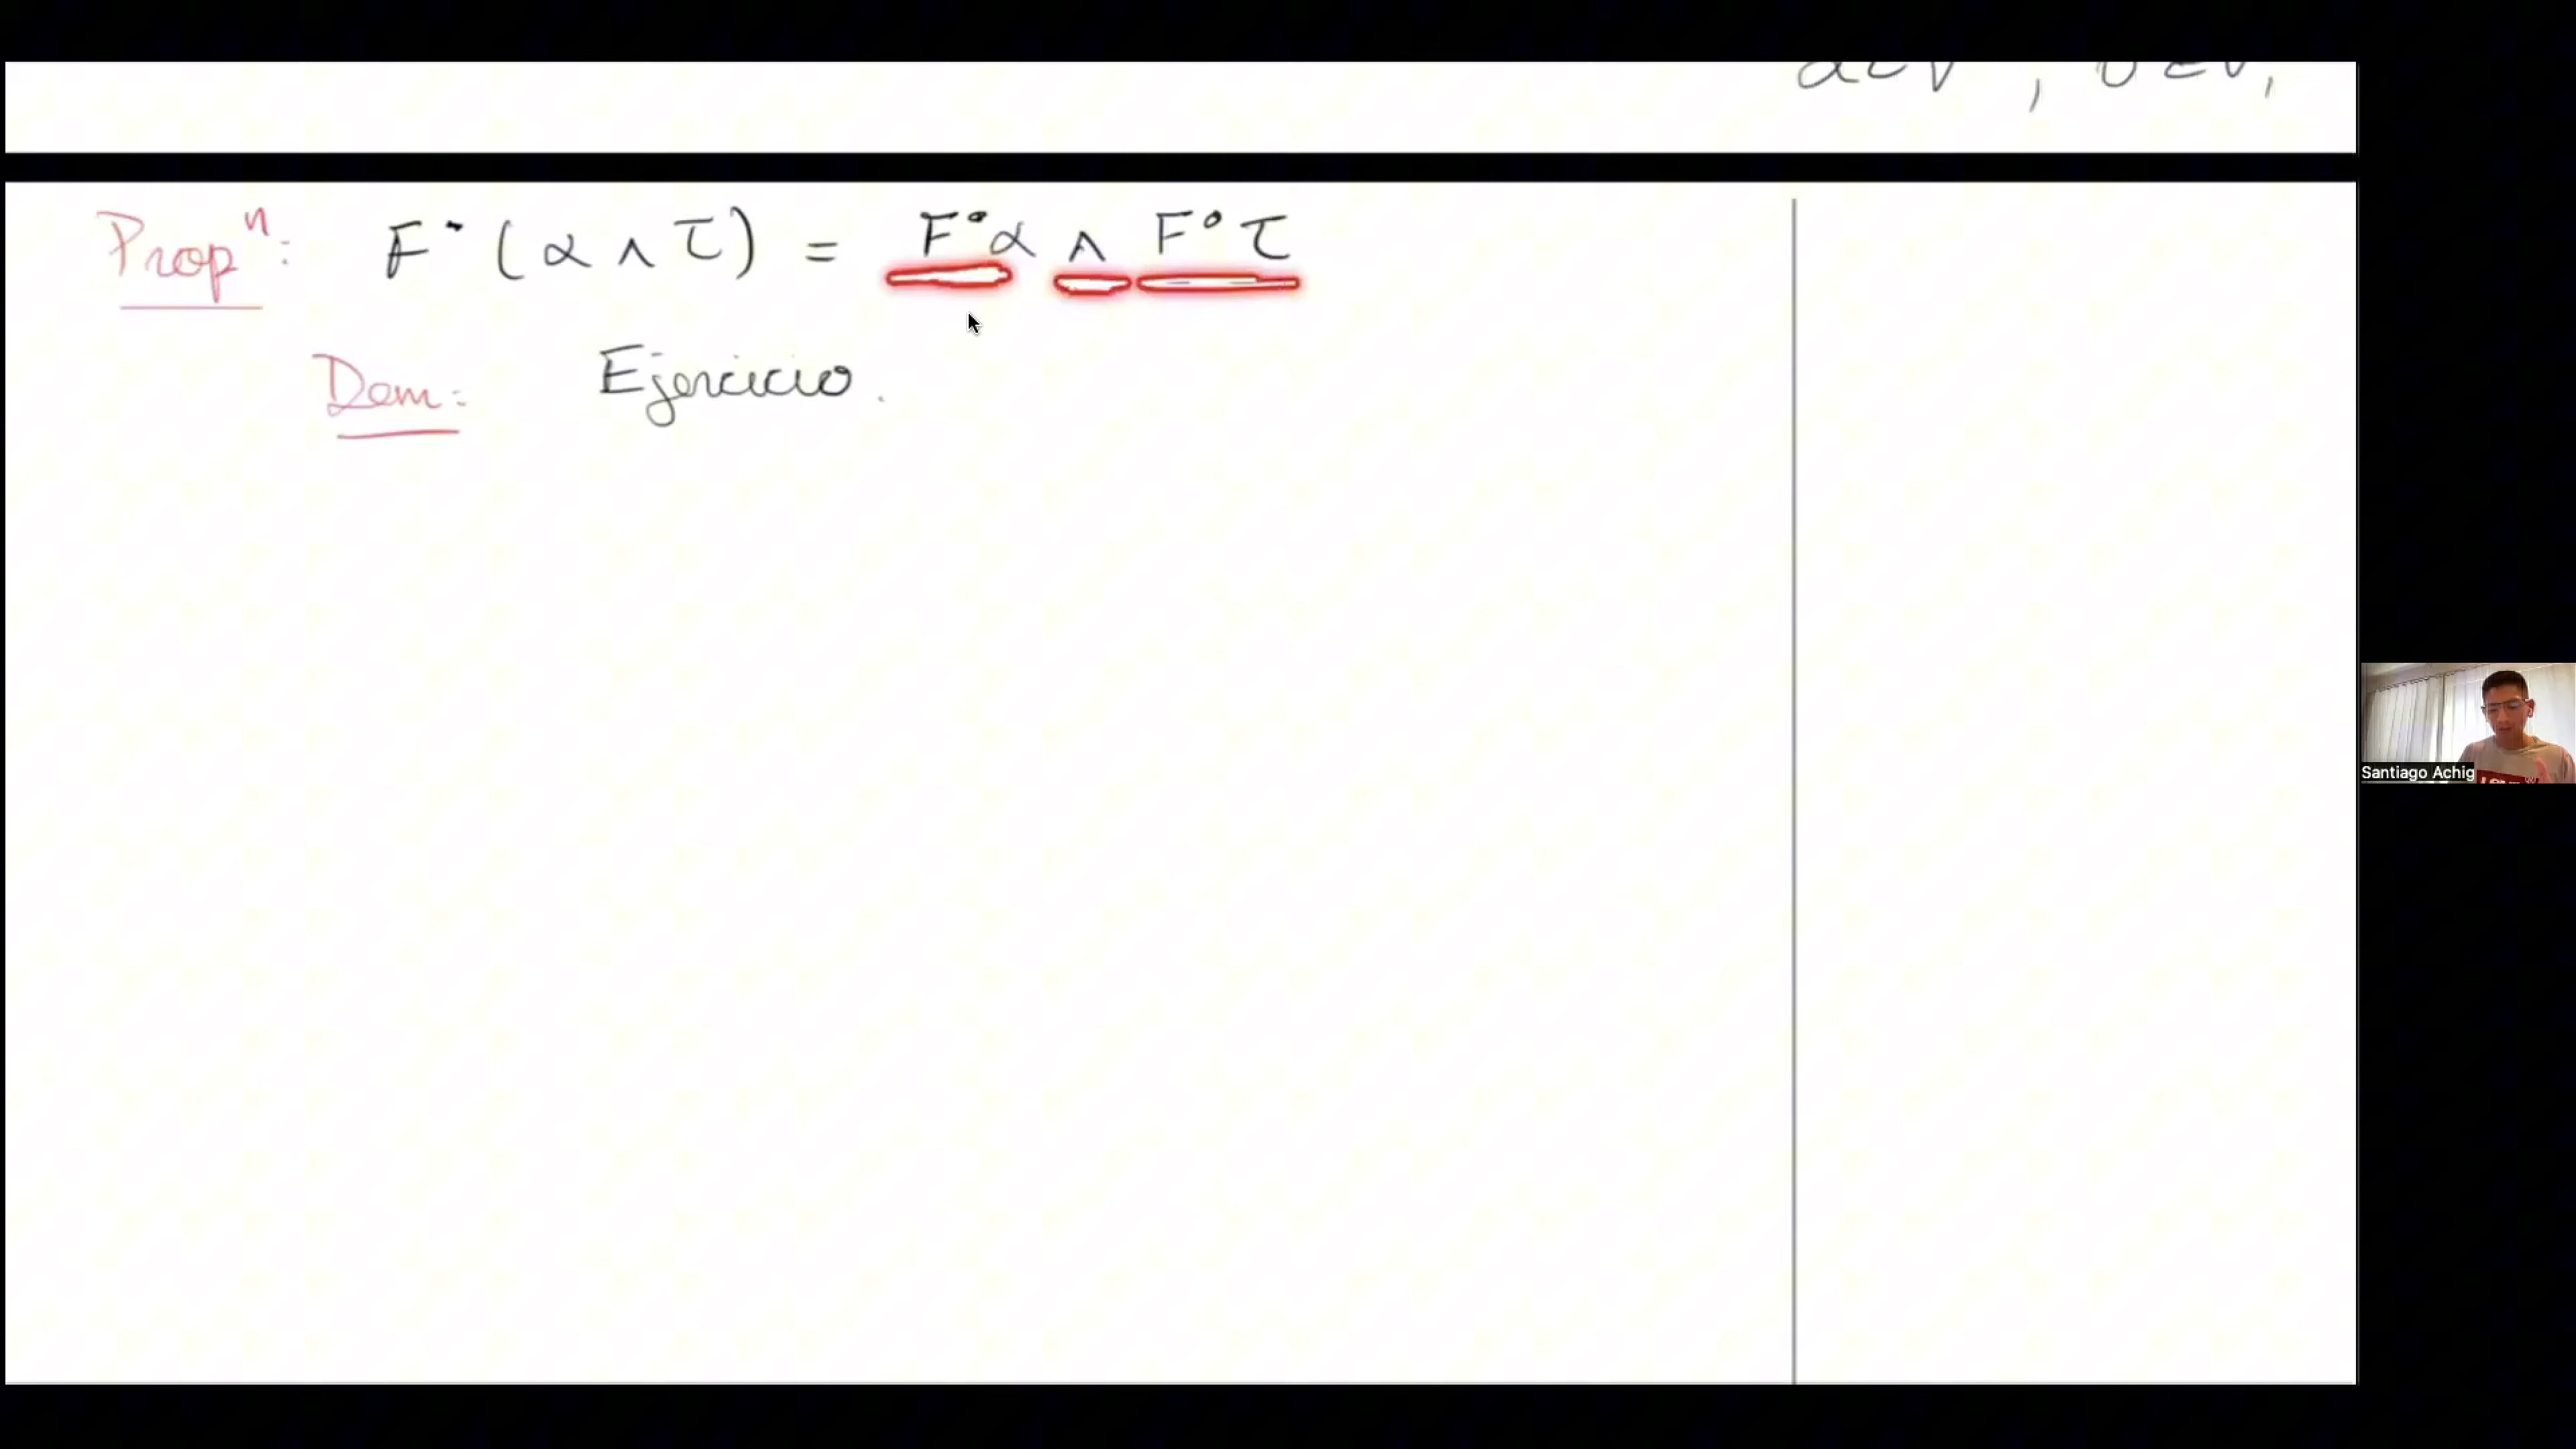 Propⁿ: F˙(α ∧ τ) = F°α ∧ F°τ
Dem: Ejercicio.
Santiago Achig